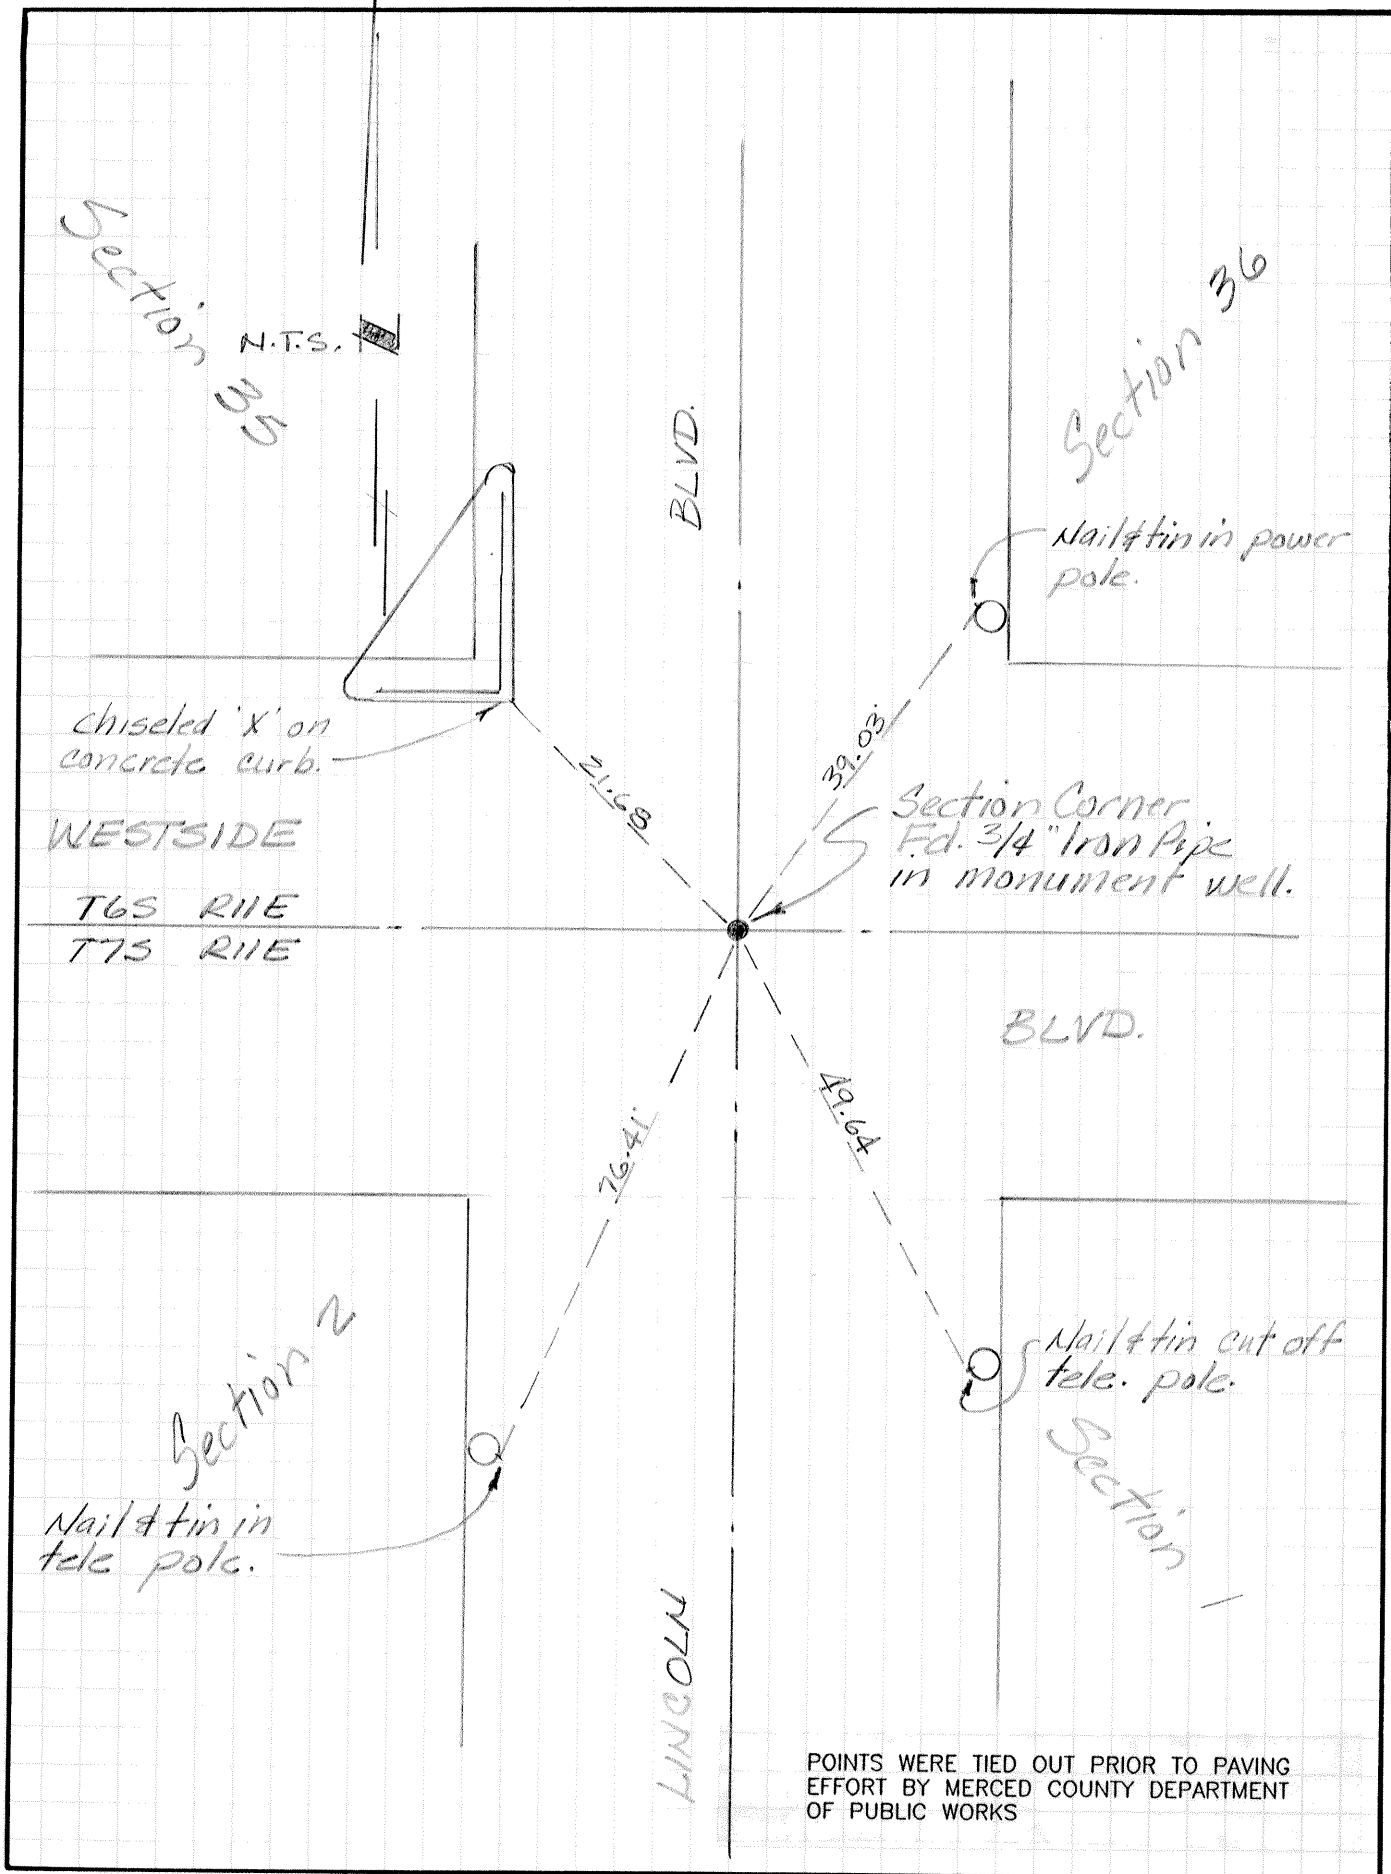 Section 35
N.T.S.
BLVD.
Section 36
Nail & tin in power
pole.
chiseled 'X' on
concrete curb.
21.68
39.03'
Section Corner
Fd. 3/4" Iron Pipe
in monument well.
WESTSIDE
T6S R11E
T7S R11E
BLVD.
76.41'
49.64
Section 2
Nail & tin cut off
tele. pole.
Section 1
Nail & tin in
tele pole.
LINCOLN
POINTS WERE TIED OUT PRIOR TO PAVING
EFFORT BY MERCED COUNTY DEPARTMENT
OF PUBLIC WORKS